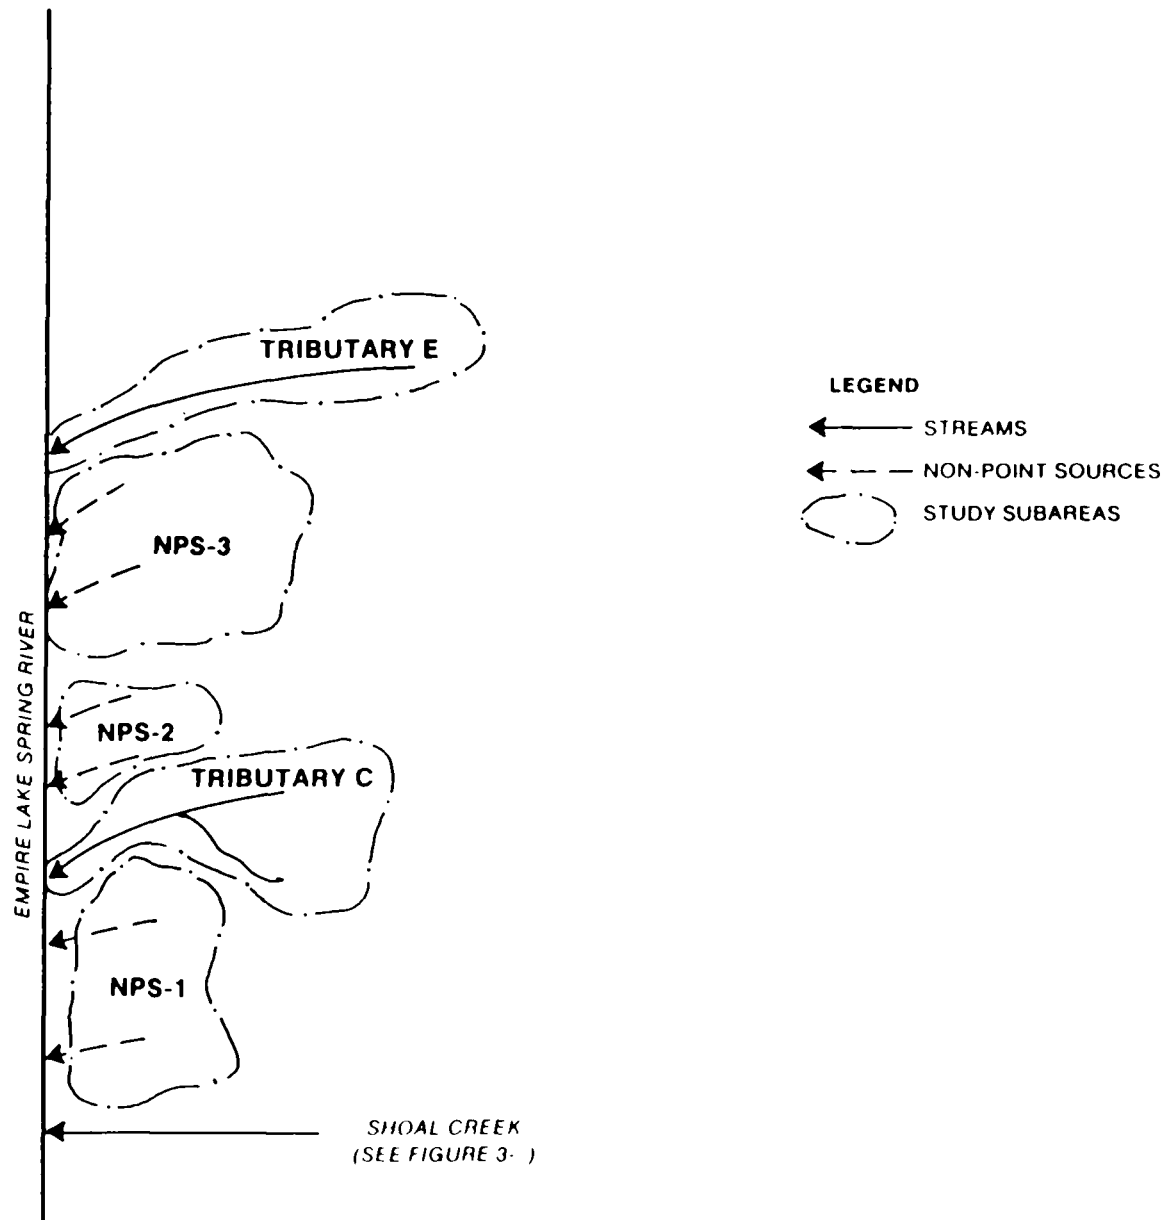 TRIBUTARY E
LEGEND
STREAMS
NON-POINT SOURCES
STUDY SUBAREAS
NPS-3
EMPIRE LAKE SPRING RIVER
NPS-2
TRIBUTARY C
NPS-1
SHOAL CREEK
(SEE FIGURE 3- )